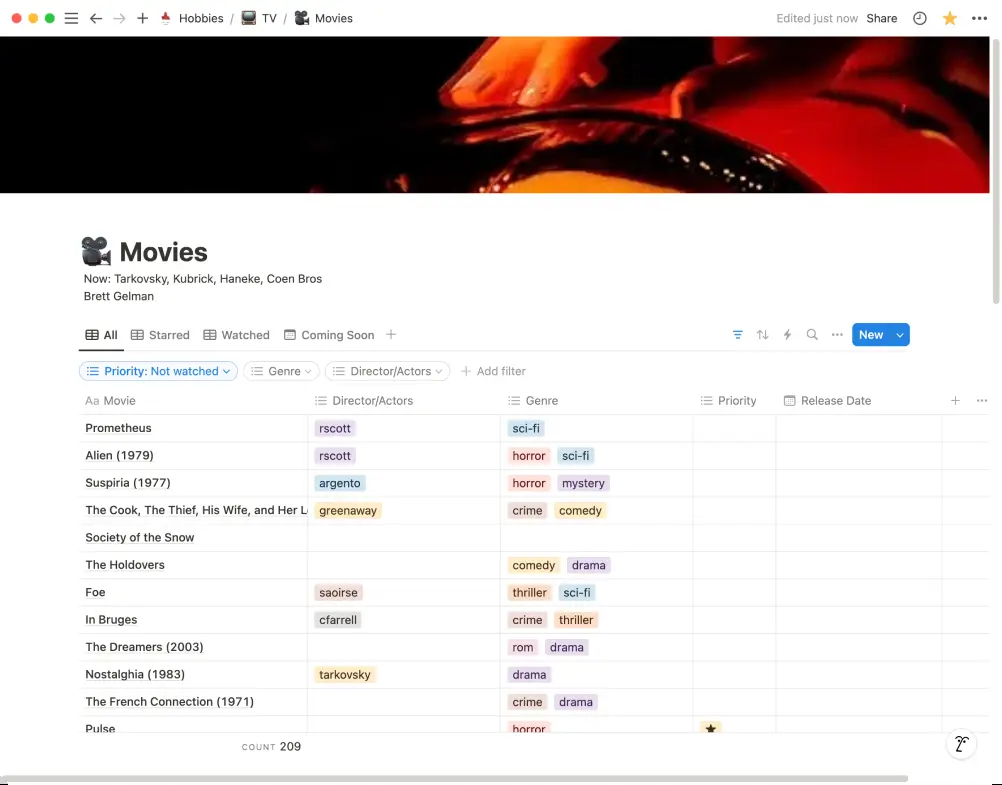 Hobbies / TV / Movies Edited just now Share
Movies
Now: Tarkovsky, Kubrick, Haneke, Coen Bros
Brett Gelman
All Starred Watched Coming Soon New
Priority: Not watched Genre Director/Actors Add filter
Aa Movie Director/Actors Genre Priority Release Date
Prometheus rscott sci-fi
Alien (1979) rscott horror sci-fi
Suspiria (1977) argento horror mystery
The Cook, The Thief, His Wife, and Her L greenaway crime comedy
Society of the Snow
The Holdovers comedy drama
Foe saoirse thriller sci-fi
In Bruges cfarrell crime thriller
The Dreamers (2003) rom drama
Nostalghia (1983) tarkovsky drama
The French Connection (1971) crime drama
Pulse horror ★
COUNT 209